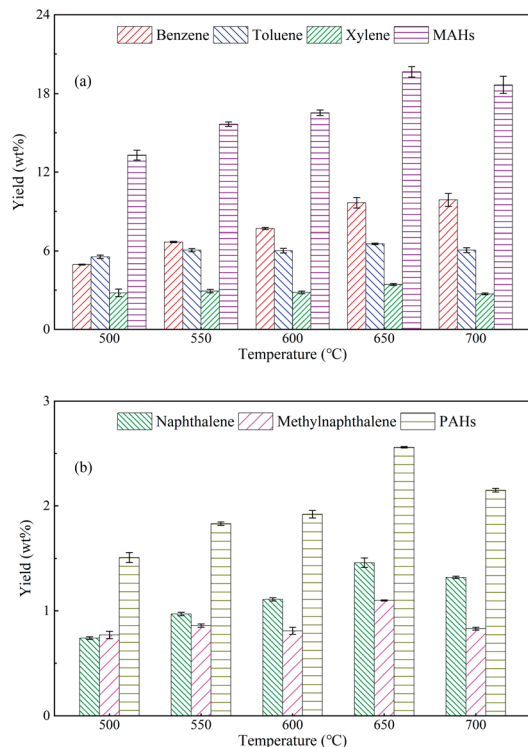 Benzene Toluene Xylene MAHs
(a)
Yield (wt%)
24
18
12
6
0
500 550 600 650 700
Temperature (℃)
Naphthalene Methylnaphthalene PAHs
(b)
Yield (wt%)
3
2
1
0
500 550 600 650 700
Temperature (℃)